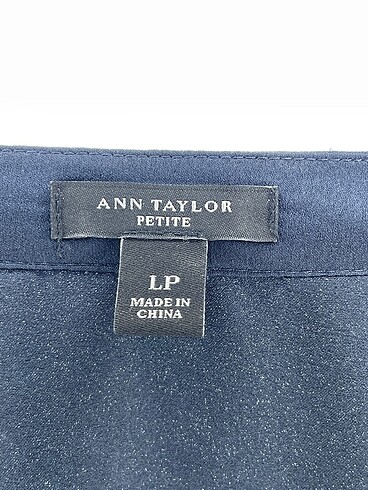 ANN TAYLOR
PETITE
LP
MADE IN
CHINA